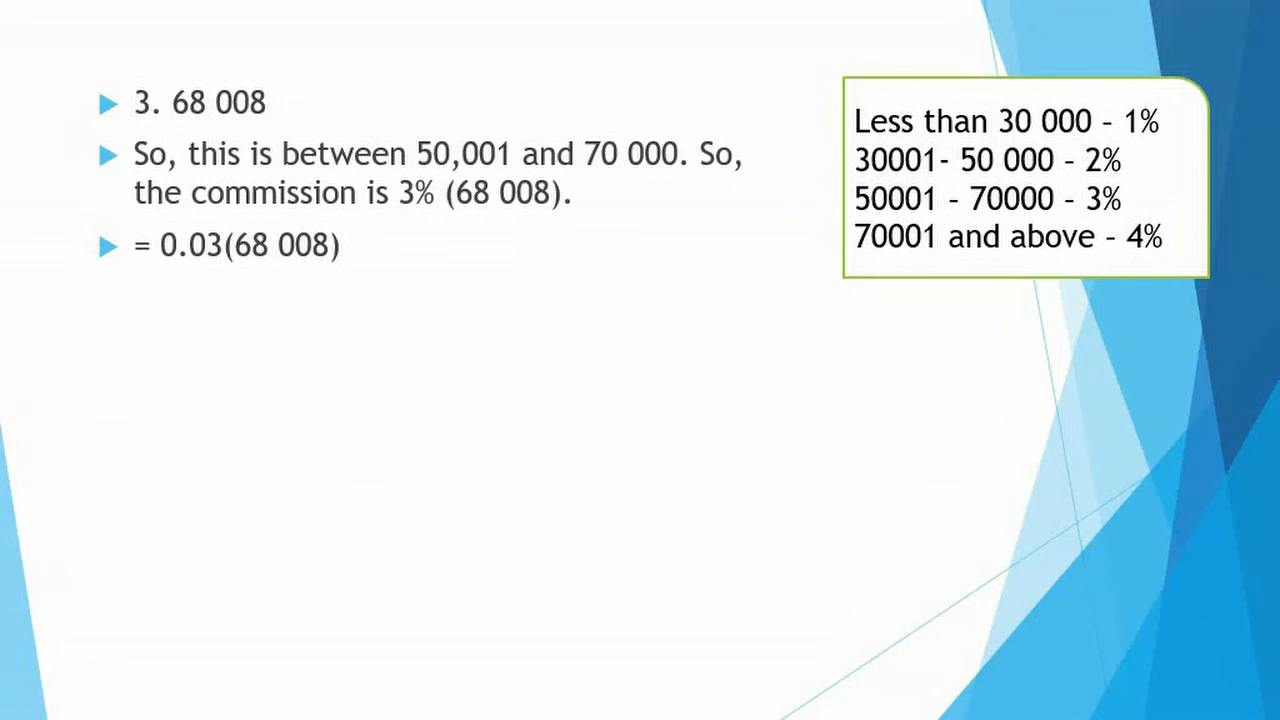 3. 68 008
So, this is between 50,001 and 70 000. So,
the commission is 3% (68 008).
= 0.03(68 008)
Less than 30 000 – 1%
30001- 50 000 – 2%
50001 – 70000 – 3%
70001 and above – 4%